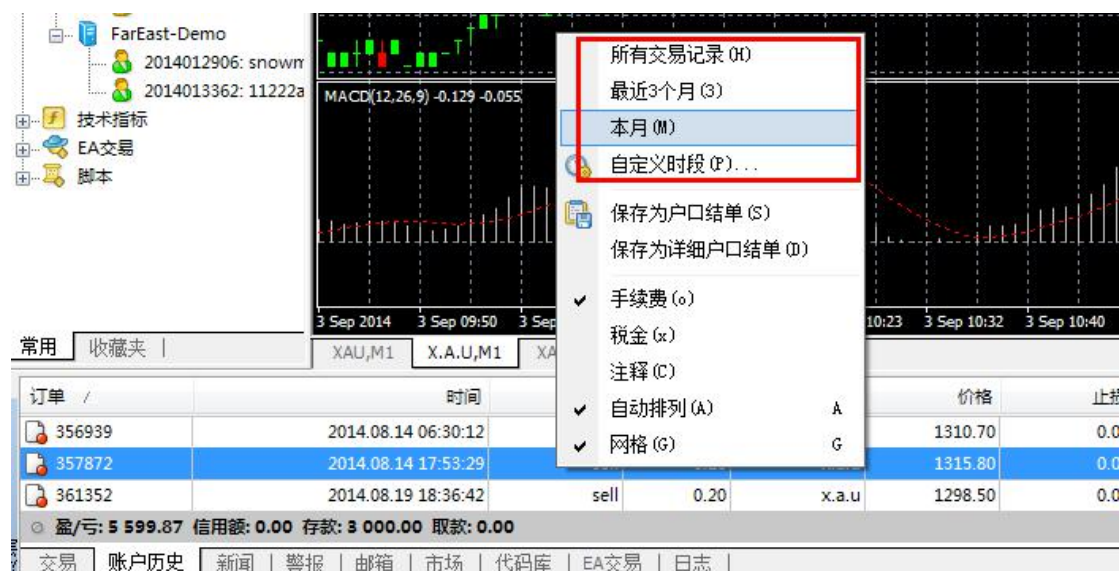 FarEast-Demo
2014012906: snowm
2014013362: 11222a
技术指标
EA交易
脚本
常用 收藏夹
MACD(12,26,9) -0.129 -0.055
3 Sep 2014 3 Sep 09:50 3 Sep 10:23 3 Sep 10:32 3 Sep 10:40
XAU,M1 X.A.U,M1 XA
所有交易记录(H)
最近3个月(3)
本月(M)
自定义时段(P)...
保存为户口结单(S)
保存为详细户口结单(D)
手续费(o)
税金(x)
注释(C)
自动排列(A) A
网格(G) G
订单 / 时间 价格
356939 2014.08.14 06:30:12 1310.70 0.0
357872 2014.08.14 17:53:29 1315.80 0.0
361352 2014.08.19 18:36:42 sell 0.20 x.a.u 1298.50 0.0
盈/亏: 5 599.87 信用额: 0.00 存款: 3 000.00 取款: 0.00
交易 账户历史 新闻 警报 邮箱 市场 代码库 EA交易 日志